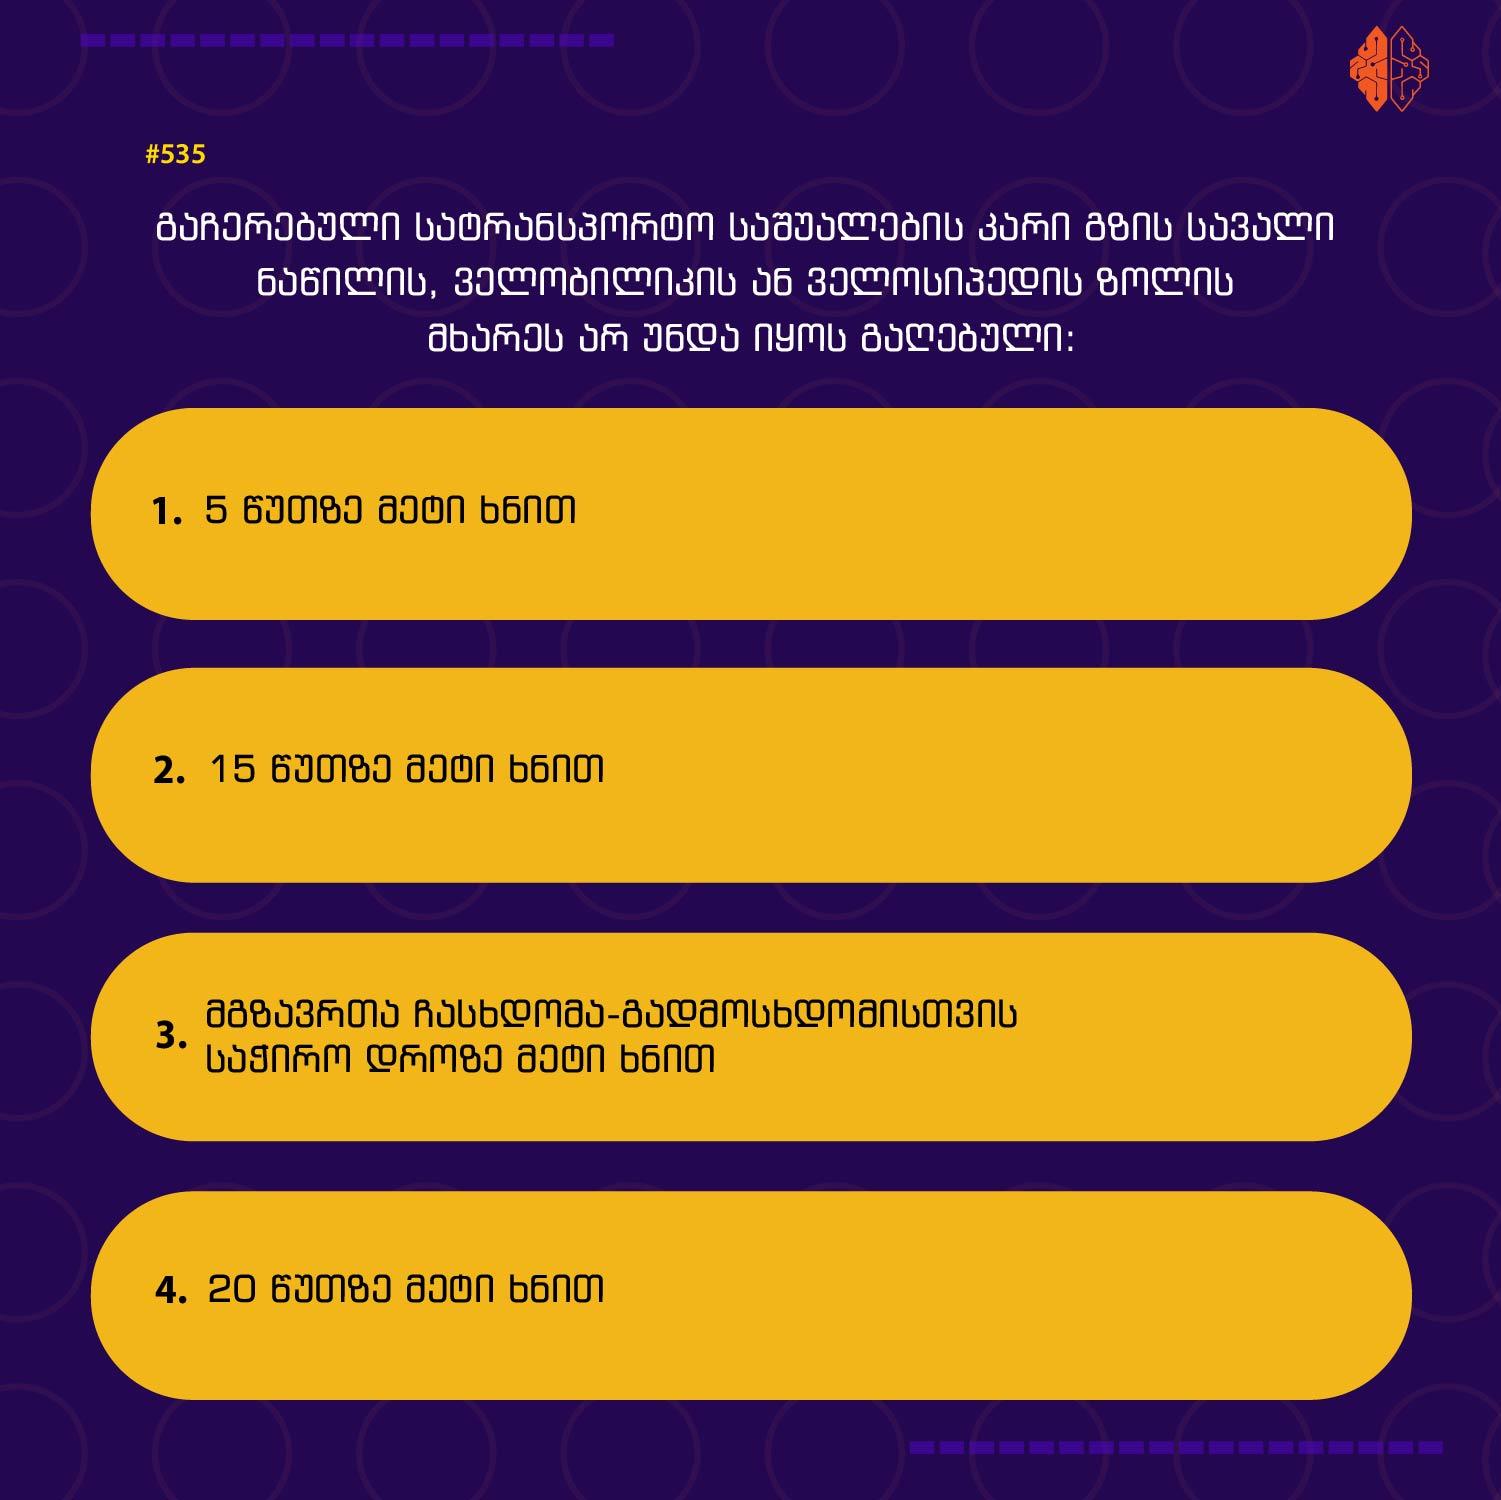 #535
გაჩერებული სატრანსპორტო საშუალების კარი გზის სავალი
ნაწილის, ველობილიკის ან ველოსიპედის ზოლის
მხარეს არ უნდა იყოს გაღებული:
1. 5 წუთზე მეტი ხნით
2. 15 წუთზე მეტი ხნით
3. მგზავრთა ჩასხდომა-გადმოსხდომისთვის
საჭირო დროზე მეტი ხნით
4. 20 წუთზე მეტი ხნით